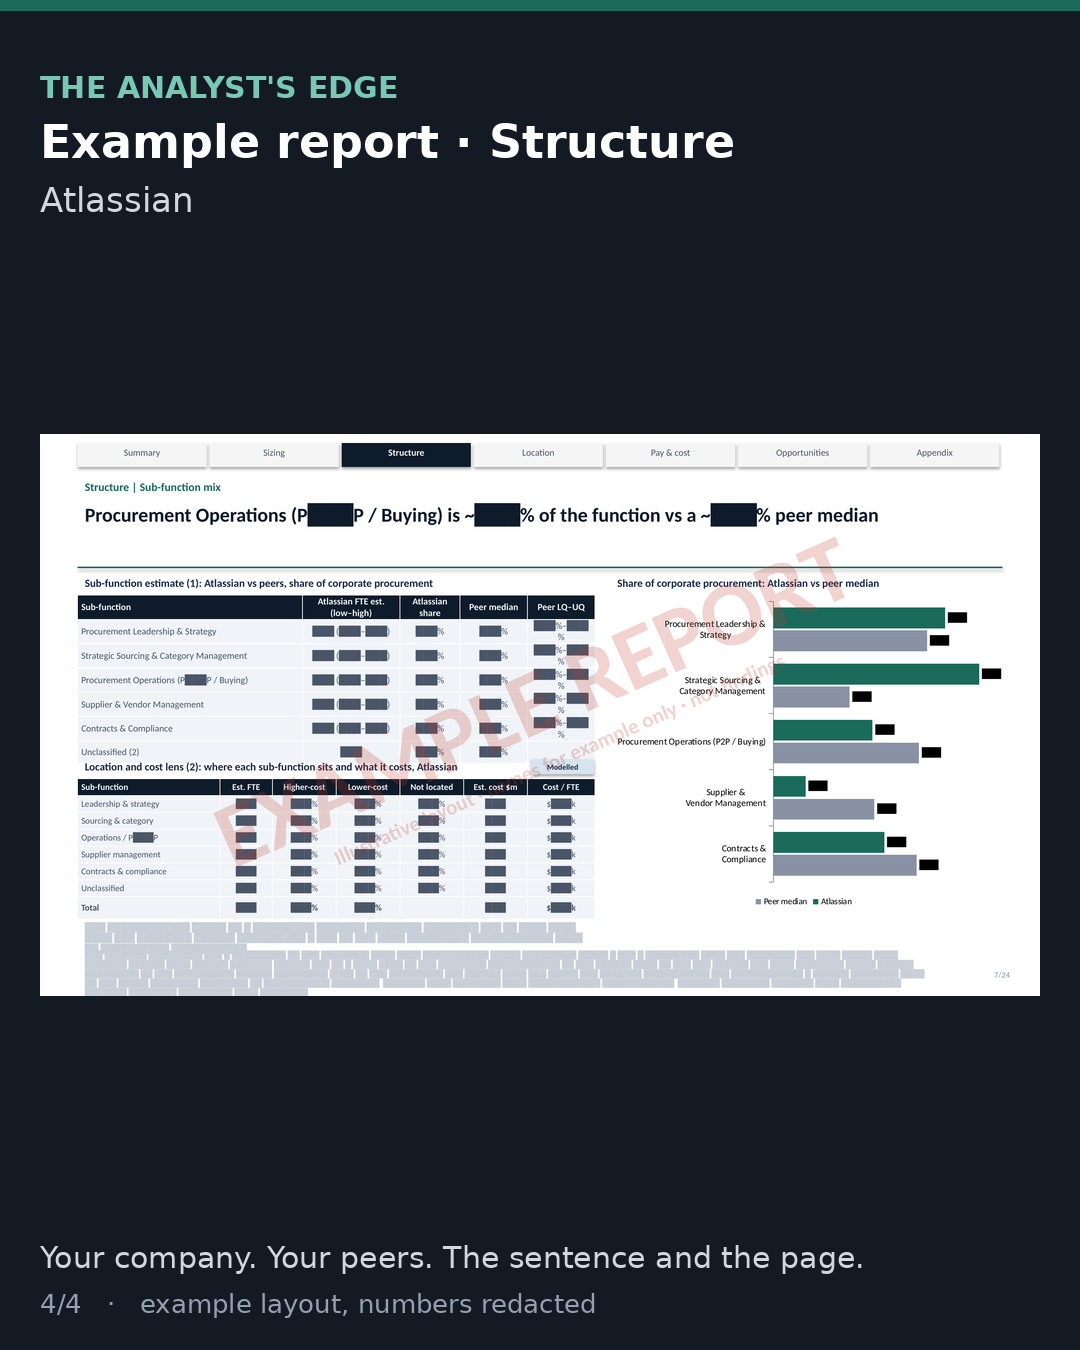 THE ANALYST'S EDGE
Example report · Structure
Atlassian
Summary
Sizing
Structure
Location
Pay & cost
Opportunities
Appendix
Structure | Sub-function mix
Procurement Operations (P P / Buying) is ~ % of the function vs a ~ % peer median
Sub-function estimate (1): Atlassian vs peers, share of corporate procurement
Sub-function
Atlassian FTE est.
(low–high)
Atlassian
share
Peer median
Peer LQ–UQ
Procurement Leadership & Strategy ( – ) % % %– %
Strategic Sourcing & Category Management ( – ) % % %– %
Procurement Operations (P P / Buying) ( – ) % % %– %
Supplier & Vendor Management ( – ) % % %– %
Contracts & Compliance ( – ) % % %– %
Unclassified (2) % %
Location and cost lens (2): where each sub-function sits and what it costs, Atlassian
Modelled
Sub-function Est. FTE Higher-cost Lower-cost Not located Est. cost $m Cost / FTE
Leadership & strategy % % % $ k
Sourcing & category % % % $ k
Operations / P P % % % $ k
Supplier management % % % $ k
Contracts & compliance % % % $ k
Unclassified % % % $ k
Total % % $ k
Share of corporate procurement: Atlassian vs peer median
Procurement Leadership &
Strategy
Strategic Sourcing &
Category Management
Procurement Operations (P2P / Buying)
Supplier &
Vendor Management
Contracts &
Compliance
Peer median
Atlassian
EXAMPLE REPORT
Illustrative layout · names for example only · not findings
7/24
Your company. Your peers. The sentence and the page.
4/4 · example layout, numbers redacted